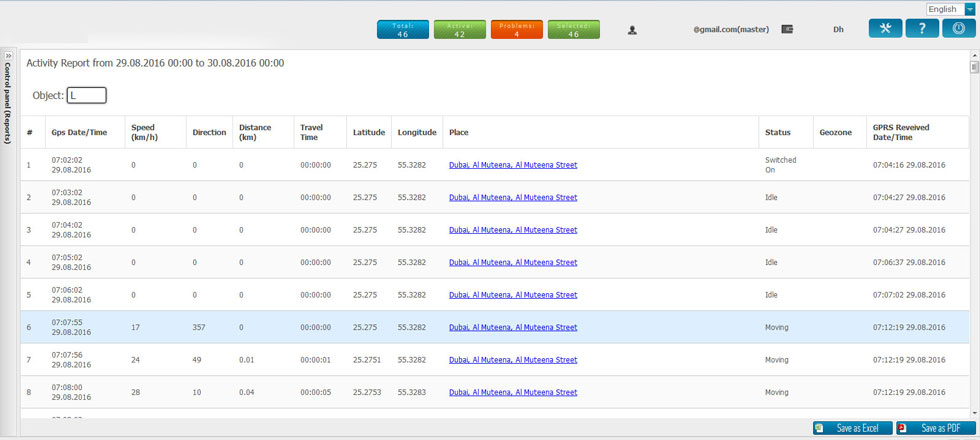 English
Total: Active: Problems: Selected:
46 42 4 46
@gmail.com(master) Dh ?
Control panel (Reports)
Activity Report from 29.08.2016 00:00 to 30.08.2016 00:00
Object: L
# Gps Date/Time Speed (km/h) Direction Distance (km) Travel Time Latitude Longitude Place Status Geozone GPRS Reveived Date/Time
1 07:02:02 29.08.2016 0 0 0 00:00:00 25.275 55.3282 Dubai, Al Muteena, Al Muteena Street Switched On 07:04:16 29.08.2016
2 07:03:02 29.08.2016 0 0 0 00:00:00 25.275 55.3282 Dubai, Al Muteena, Al Muteena Street Idle 07:04:27 29.08.2016
3 07:04:02 29.08.2016 0 0 0 00:00:00 25.275 55.3282 Dubai, Al Muteena, Al Muteena Street Idle 07:04:27 29.08.2016
4 07:05:02 29.08.2016 0 0 0 00:00:00 25.275 55.3282 Dubai, Al Muteena, Al Muteena Street Idle 07:06:37 29.08.2016
5 07:06:02 29.08.2016 0 0 0 00:00:00 25.275 55.3282 Dubai, Al Muteena, Al Muteena Street Idle 07:07:02 29.08.2016
6 07:07:55 29.08.2016 17 357 0 00:00:00 25.275 55.3282 Dubai, Al Muteena, Al Muteena Street Moving 07:12:19 29.08.2016
7 07:07:56 29.08.2016 24 49 0.01 00:00:01 25.2751 55.3282 Dubai, Al Muteena, Al Muteena Street Moving 07:12:19 29.08.2016
8 07:08:00 29.08.2016 28 10 0.04 00:00:05 25.2753 55.3283 Dubai, Al Muteena, Al Muteena Street Moving 07:12:19 29.08.2016
Save as Excel Save as PDF